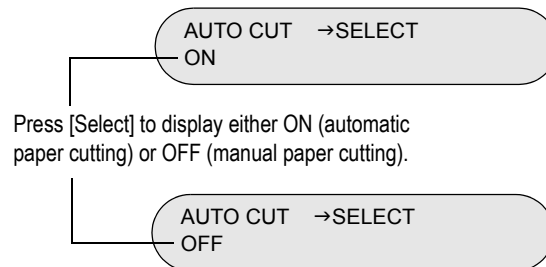 AUTO CUT →SELECT
ON
Press [Select] to display either ON (automatic
paper cutting) or OFF (manual paper cutting).
AUTO CUT →SELECT
OFF